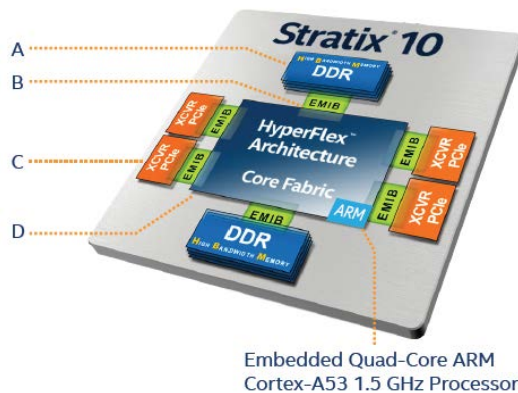 Stratix® 10
A
HIGH BANDWIDTH MEMORY
DDR
B
EMIB
XCVR
PCIe
EMIB
HyperFlex™
Architecture
EMIB
XCVR
PCIe
C
XCVR
PCIe
EMIB
Core Fabric
EMIB
XCVR
PCIe
D
EMIB
ARM
DDR
HIGH BANDWIDTH MEMORY
Embedded Quad-Core ARM
Cortex-A53 1.5 GHz Processor